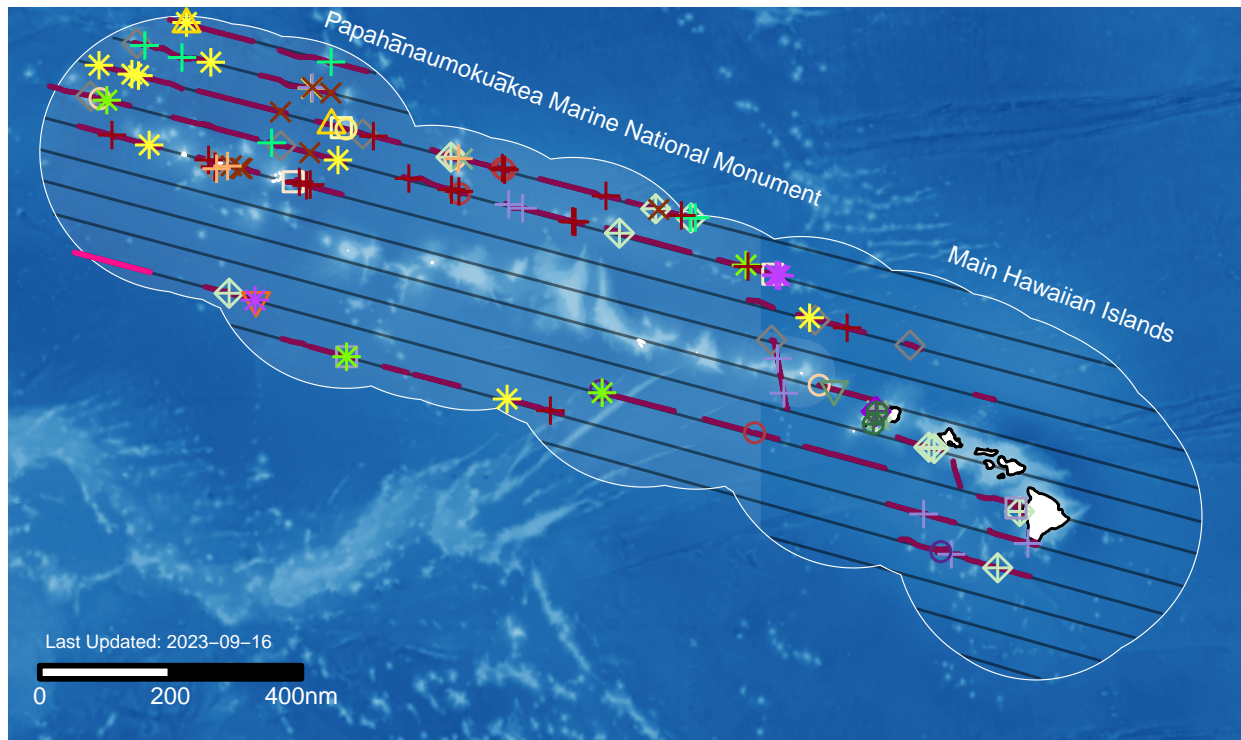 Papahānaumokuākea Marine National Monument
Main Hawaiian Islands
Last Updated: 2023−09−16
0 200 400nm